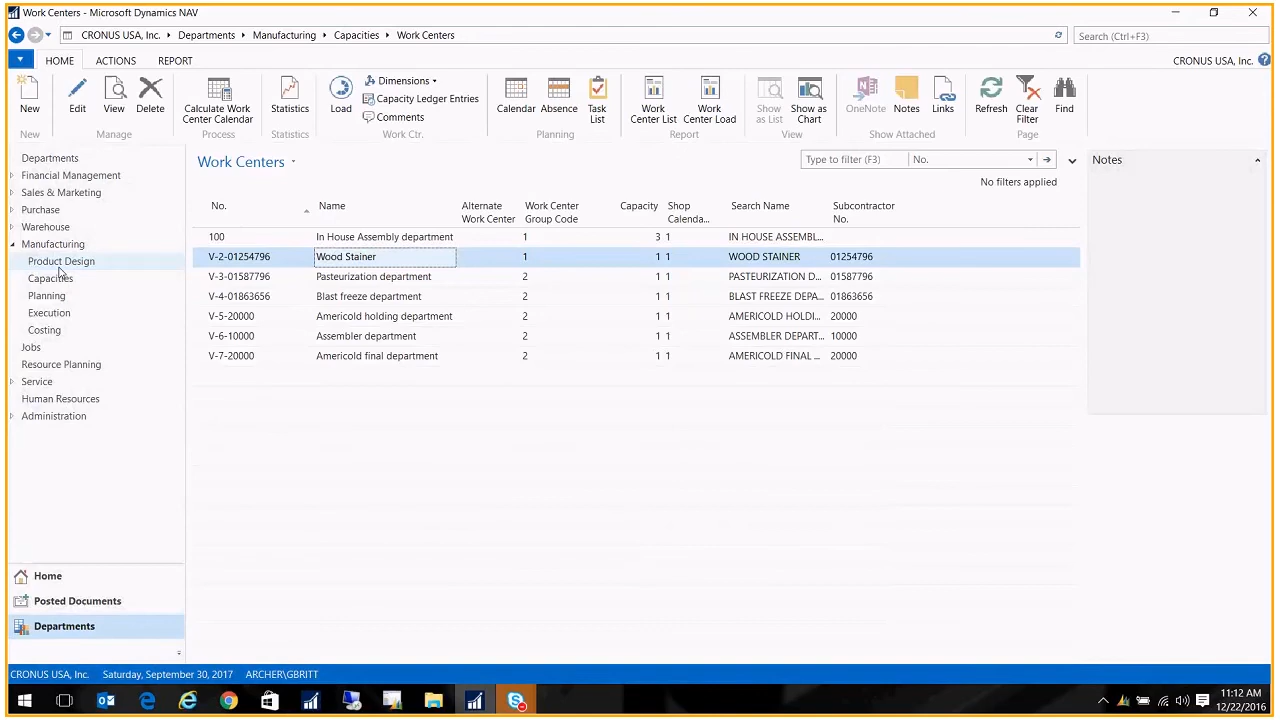 Work Centers - Microsoft Dynamics NAV
CRONUS USA, Inc. Departments Manufacturing Capacities Work Centers
Search (Ctrl+F3)
HOME ACTIONS REPORT
CRONUS USA, Inc.
New Edit View Delete Calculate Work Center Calendar Statistics Load Dimensions Calendar Absence Task List Work Center List Work Center Load Show as List Show as Chart OneNote Notes Links Refresh Clear Filter Find
Capacity Ledger Entries
Comments
New Manage Process Statistics Work Ctr. Planning Report View Show Attached Page
Departments
Financial Management
Sales & Marketing
Purchase
Warehouse
Manufacturing
Product Design
Capacities
Planning
Execution
Costing
Jobs
Resource Planning
Service
Human Resources
Administration
Home
Posted Documents
Departments
Work Centers
Type to filter (F3) No.
No filters applied
No. Name Alternate Work Center Work Center Group Code Capacity Shop Calenda... Search Name Subcontractor No.
100 In House Assembly department 1 3 1 IN HOUSE ASSEMBL...
V-2-01254796 Wood Stainer 1 1 1 WOOD STAINER 01254796
V-3-01587796 Pasteurization department 2 1 1 PASTEURIZATION D... 01587796
V-4-01863656 Blast freeze department 2 1 1 BLAST FREEZE DEPA... 01863656
V-5-20000 Americold holding department 2 1 1 AMERICOLD HOLDI... 20000
V-6-10000 Assembler department 2 1 1 ASSEMBLER DEPART... 10000
V-7-20000 Americold final department 2 1 1 AMERICOLD FINAL ... 20000
Notes
CRONUS USA, Inc. Saturday, September 30, 2017 ARCHER\GBRITT
11:12 AM
12/22/2016